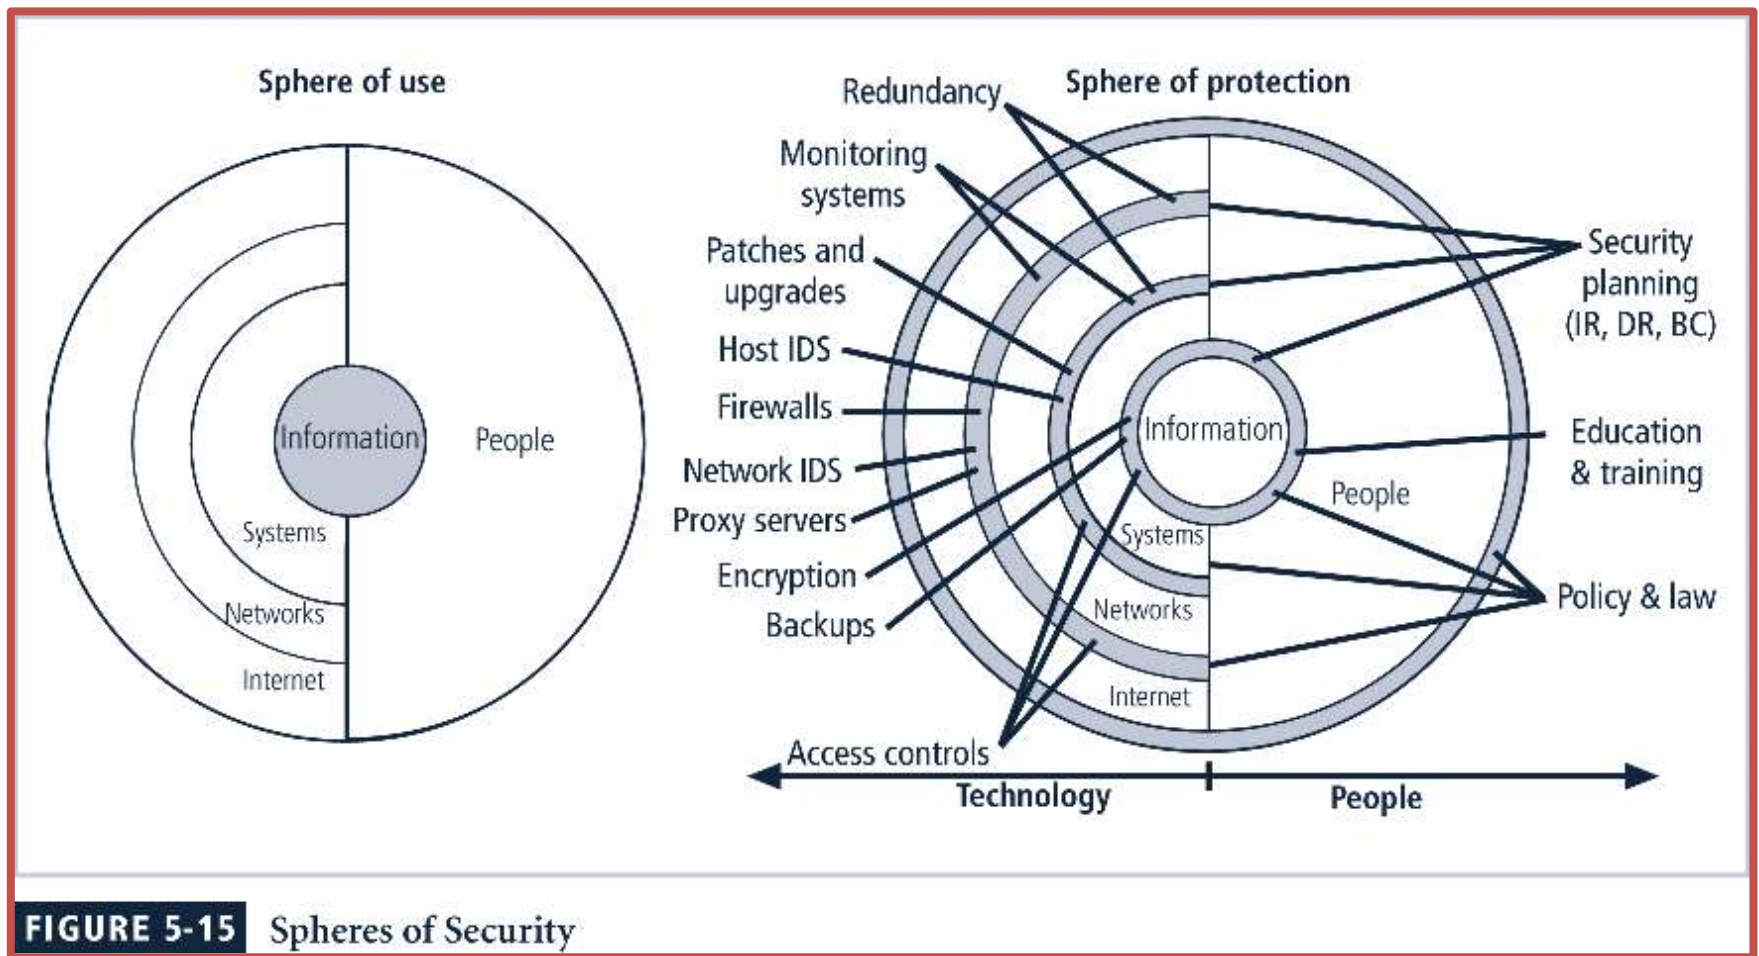 Sphere of use
Information
People
Systems
Networks
Internet
Sphere of protection
Redundancy
Monitoring
systems
Patches and
upgrades
Host IDS
Firewalls
Network IDS
Proxy servers
Encryption
Backups
Access controls
Information
People
Systems
Networks
Internet
Security
planning
(IR, DR, BC)
Education
& training
Policy & law
Technology
People
FIGURE 5-15 Spheres of Security